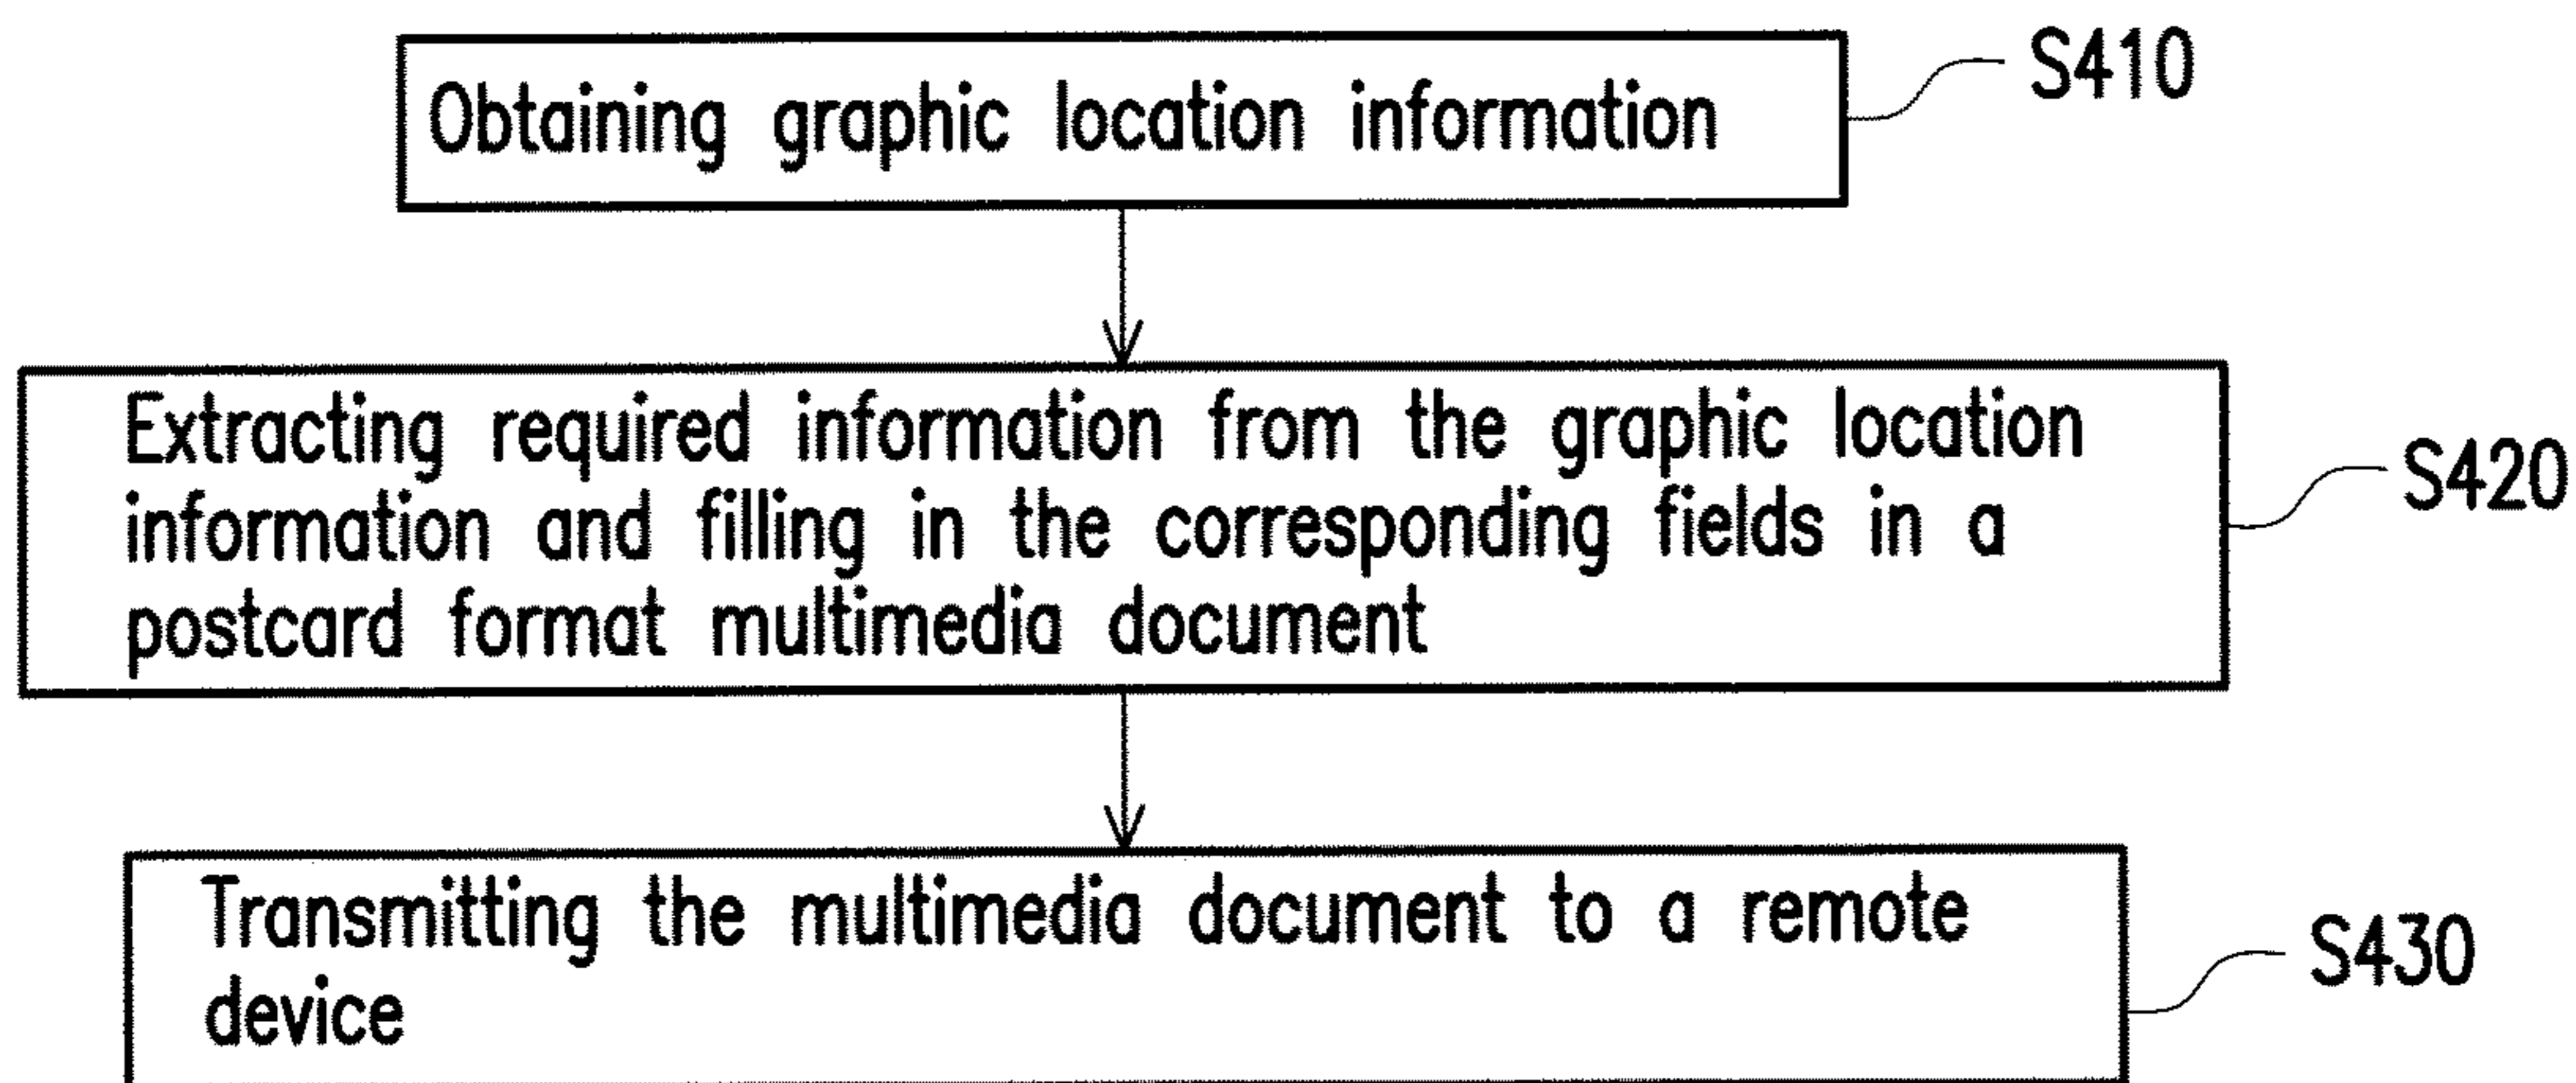 Obtaining graphic location information
S410
Extracting required information from the graphic location
information and filling in the corresponding fields in a
postcard format multimedia document
S420
Transmitting the multimedia document to a remote
device
S430